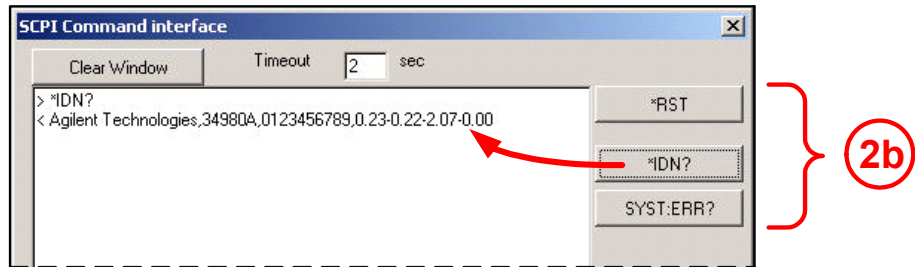 SCPI Command interface
Clear Window Timeout 2 sec
> *IDN?
< Agilent Technologies,34980A,0123456789,0.23-0.22-2.07-0.00
*RST
*IDN?
SYST:ERR?
2b